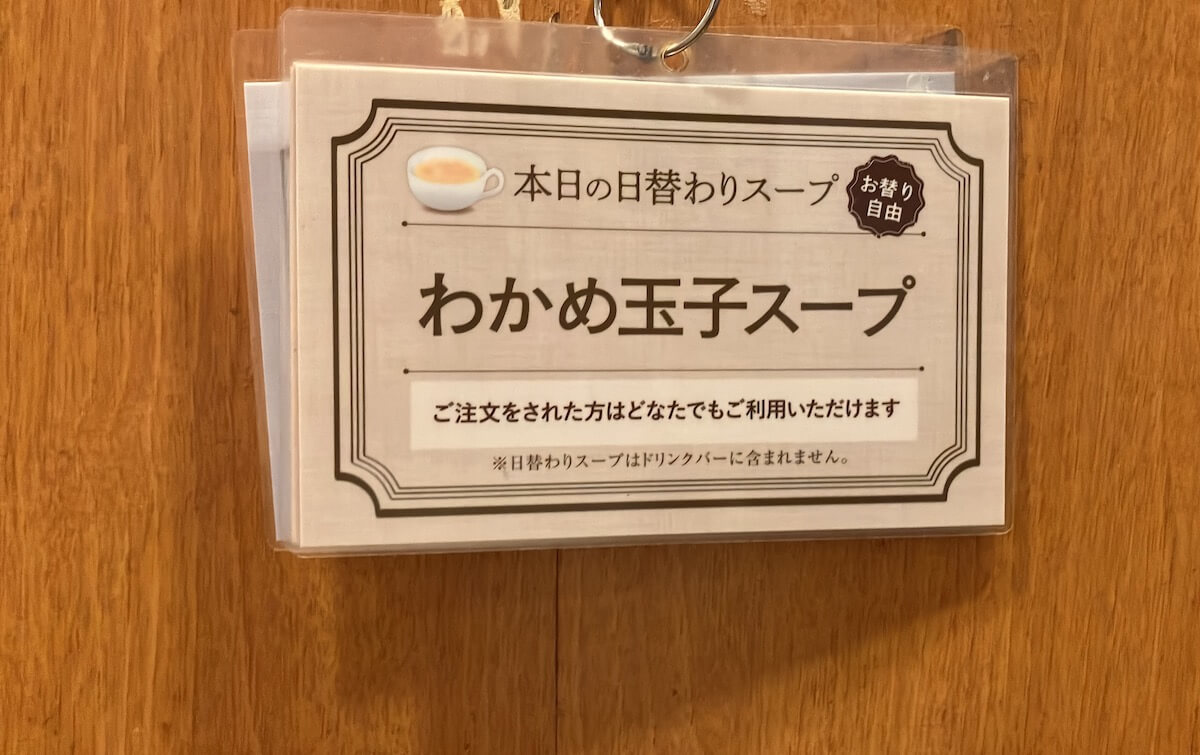 本日の日替わりスープ
お替り
自由
わかめ玉子スープ
ご注文をされた方はどなたでもご利用いただけます
※日替わりスープはドリンクバーに含まれません。